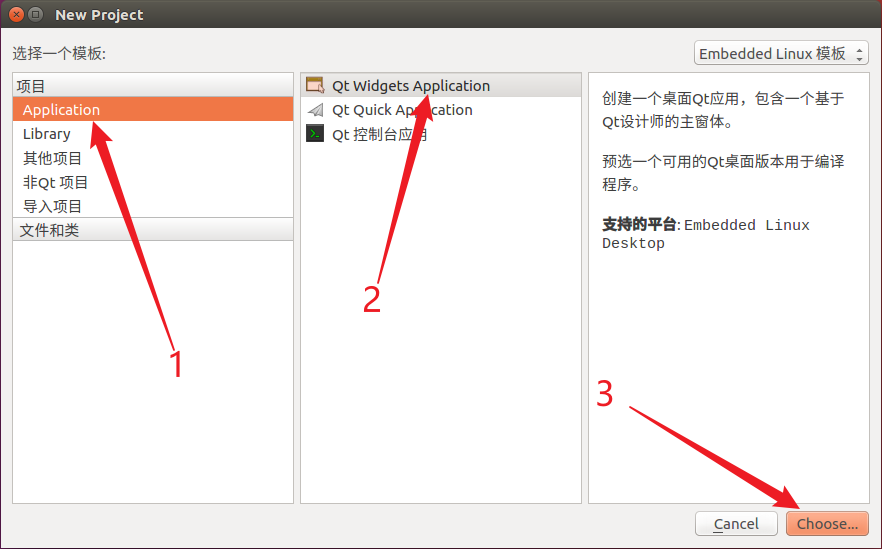 New Project
选择一个模板:
Embedded Linux 模板
项目
Application
Library
其他项目
非Qt 项目
导入项目
文件和类
Qt Widgets Application
Qt Quick Application
Qt 控制台应用
创建一个桌面Qt应用，包含一个基于
Qt设计师的主窗体。
预选一个可用的Qt桌面版本用于编译
程序。
支持的平台: Embedded Linux
Desktop
1
2
3
Cancel
Choose...